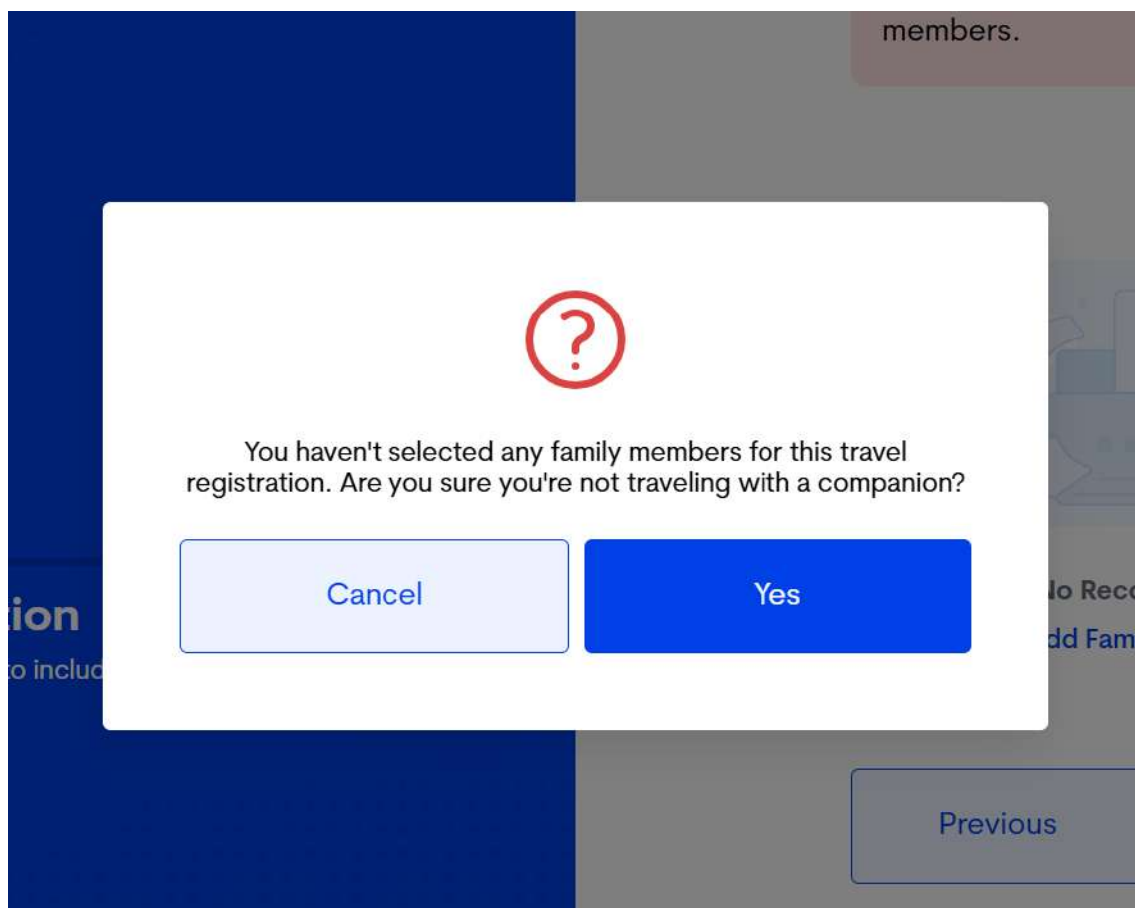 members.
?
You haven't selected any family members for this travel
registration. Are you sure you're not traveling with a companion?
Cancel
Yes
Previous